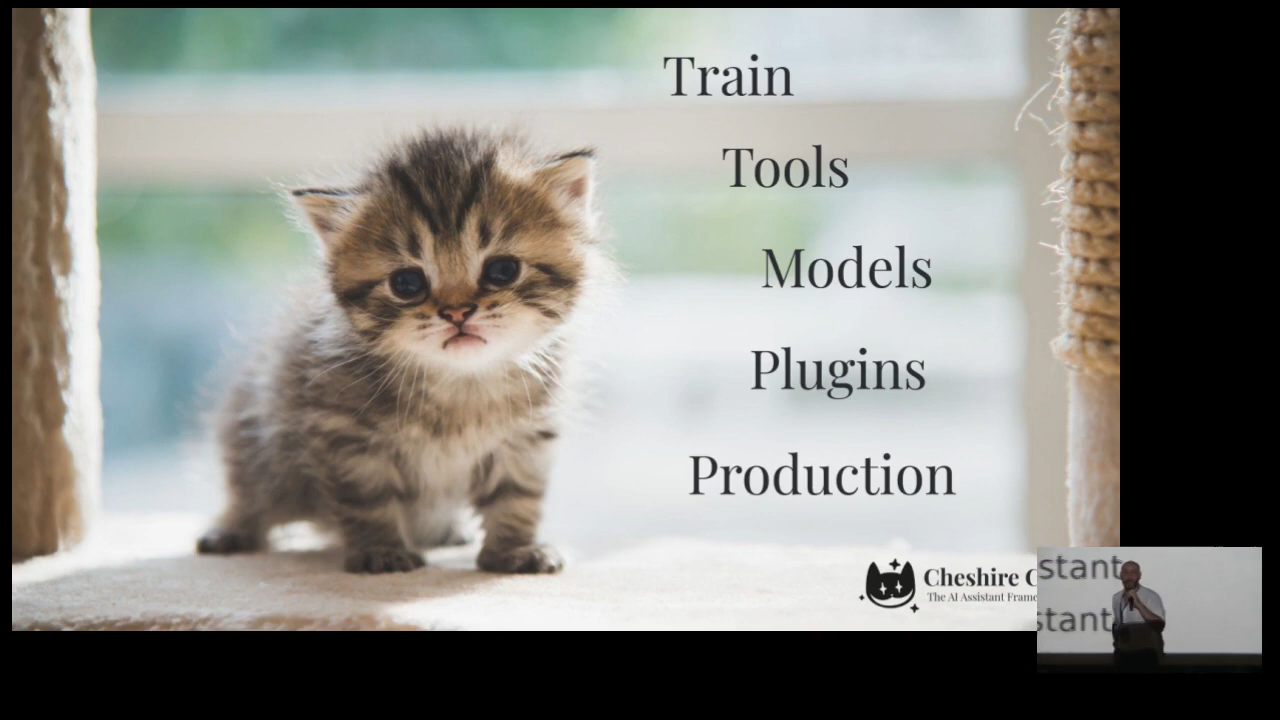 Train
Tools
Models
Plugins
Production
Cheshire C
The AI Assistant Frame
stant
stant